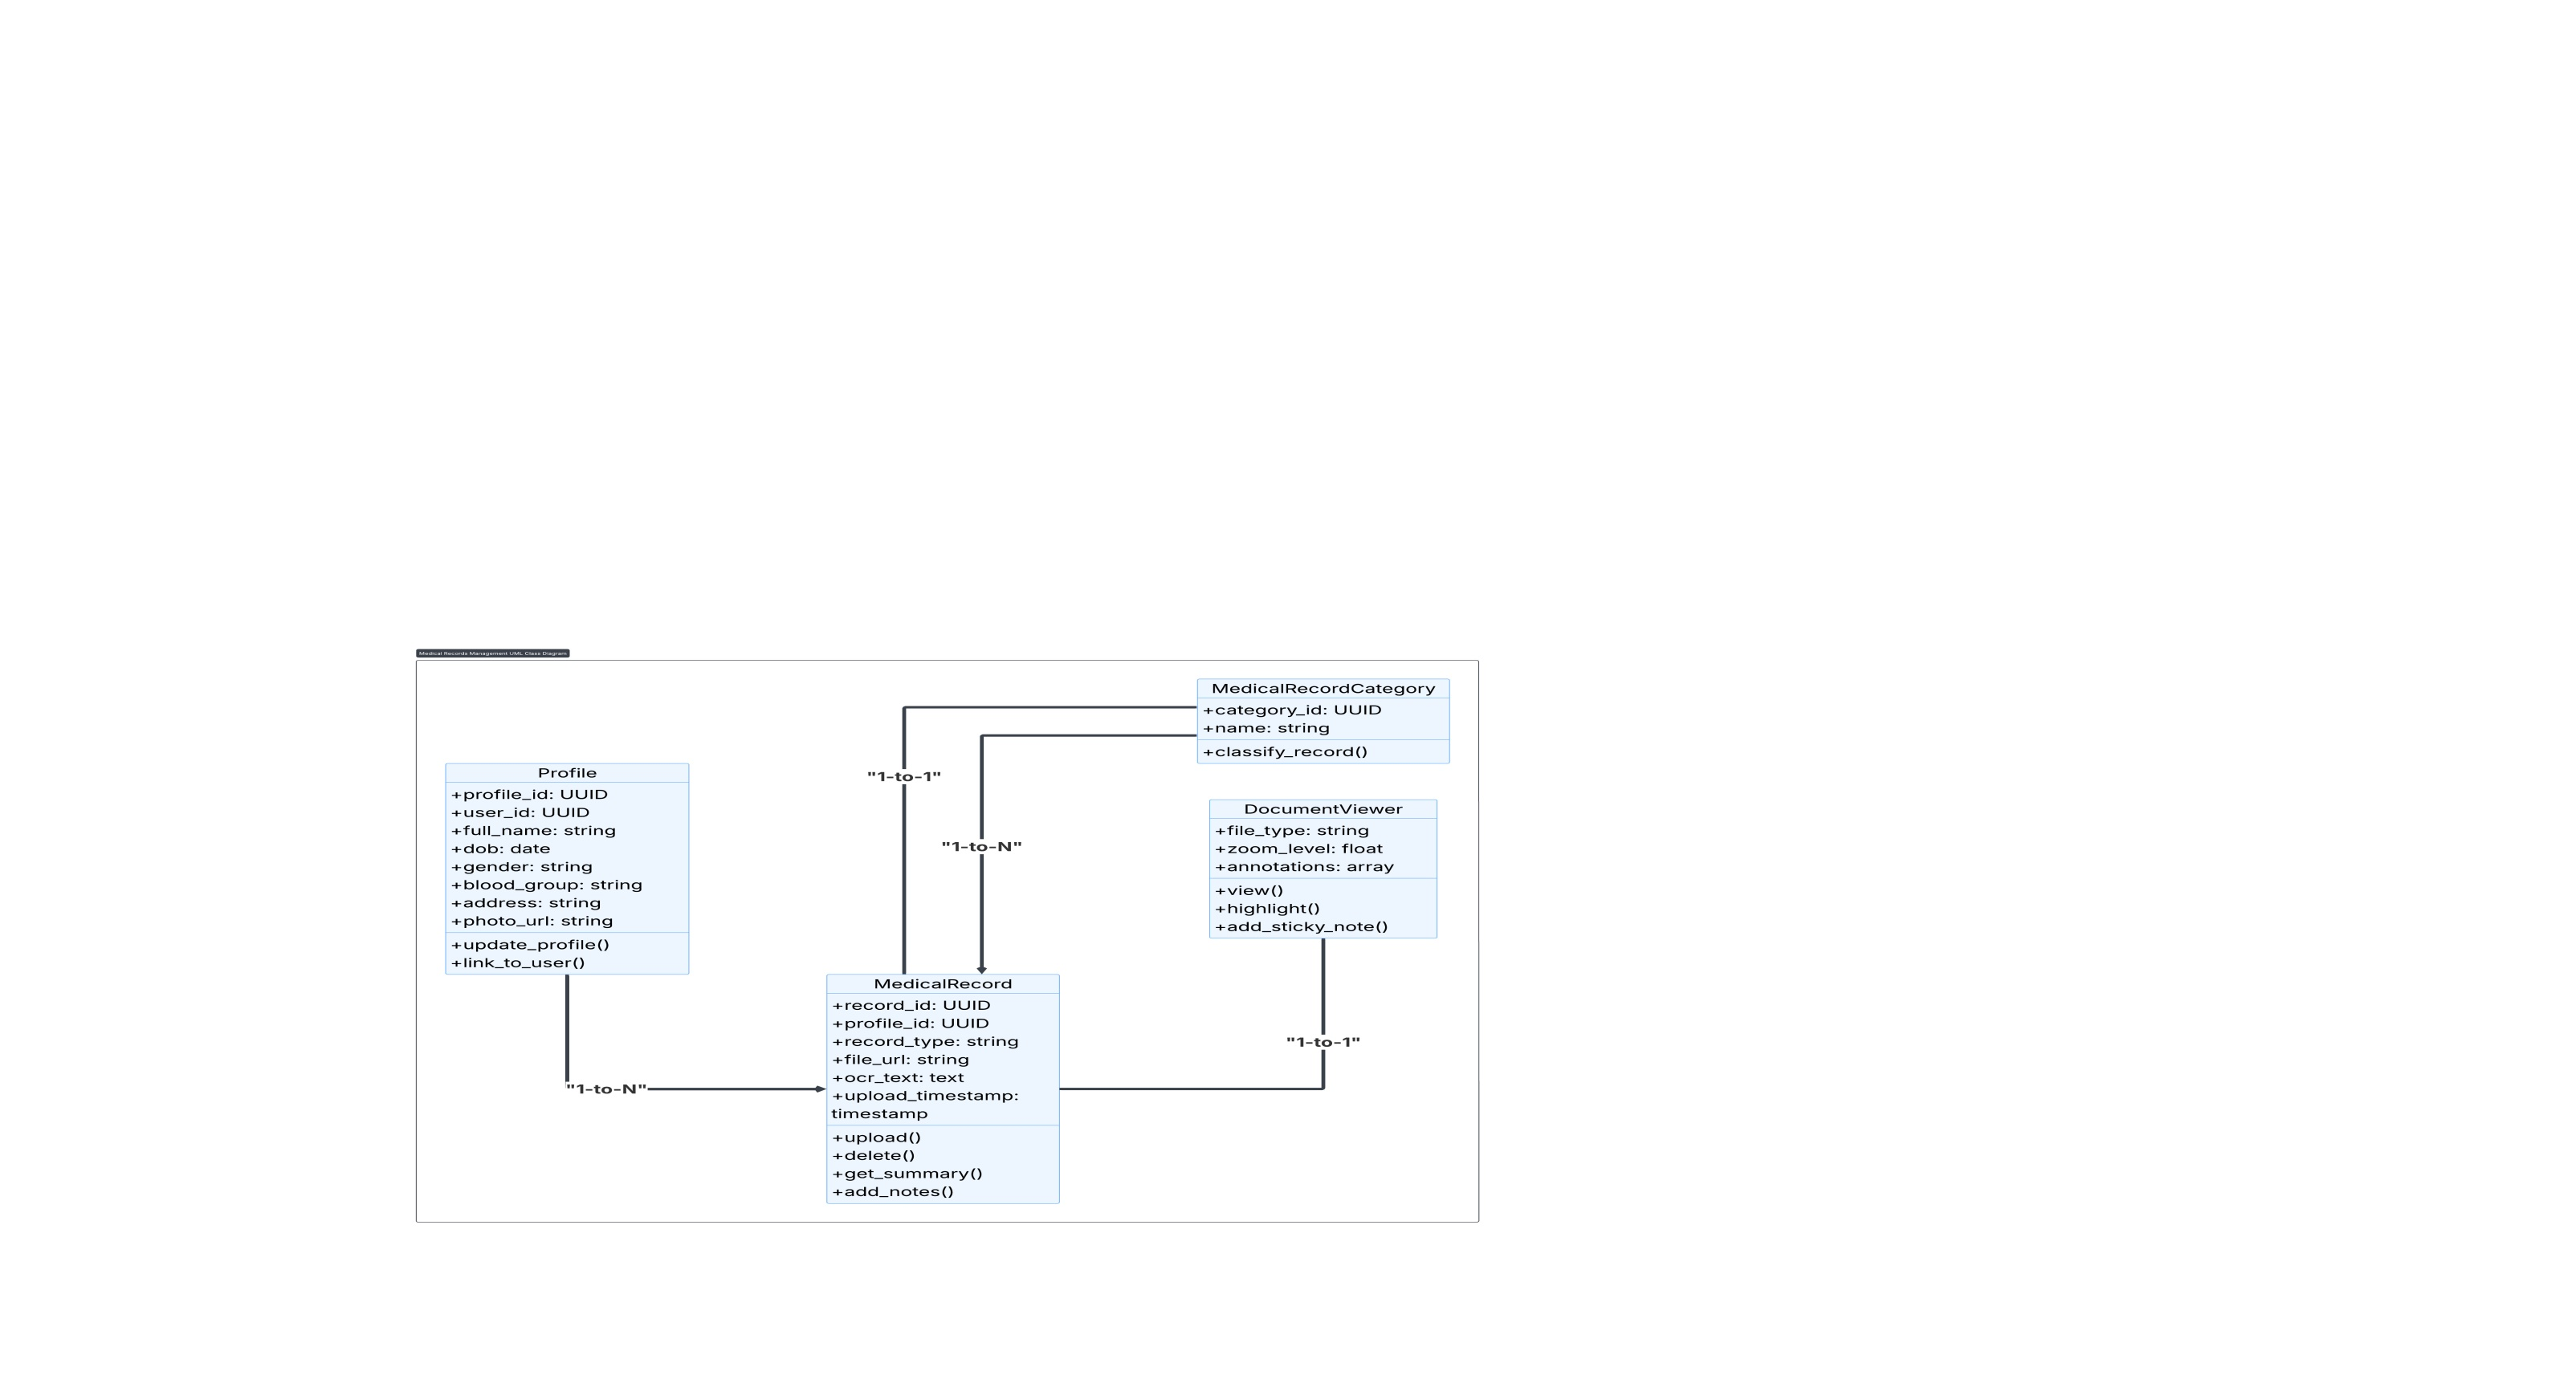 Medical Records Management UML Class Diagram
MedicalRecordCategory
+category_id: UUID
+name: string
+classify_record()
Profile
+profile_id: UUID
+user_id: UUID
+full_name: string
+dob: date
+gender: string
+blood_group: string
+address: string
+photo_url: string
+update_profile()
+link_to_user()
"1-to-1"
"1-to-N"
DocumentViewer
+file_type: string
+zoom_level: float
+annotations: array
+view()
+highlight()
+add_sticky_note()
MedicalRecord
+record_id: UUID
+profile_id: UUID
+record_type: string
+file_url: string
+ocr_text: text
+upload_timestamp:
timestamp
+upload()
+delete()
+get_summary()
+add_notes()
"1-to-N"
"1-to-1"